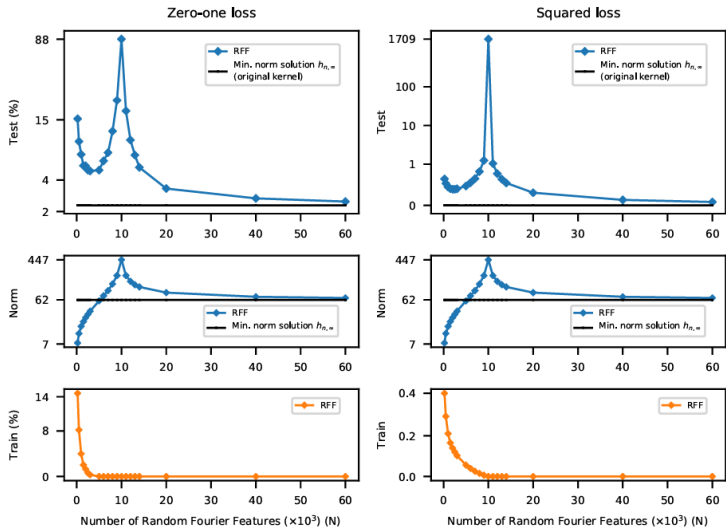 Zero-one loss
Squared loss
88
15
4
2
Test (%)
RFF
Min. norm solution h_{n,∞}
(original kernel)
0 10 20 30 40 50 60
1709
100
10
1
0
Test
RFF
Min. norm solution h_{n,∞}
(original kernel)
0 10 20 30 40 50 60
447
62
7
Norm
RFF
Min. norm solution h_{n,∞}
0 10 20 30 40 50 60
447
62
7
Norm
RFF
Min. norm solution h_{n,∞}
0 10 20 30 40 50 60
14
8
0
Train (%)
RFF
0 10 20 30 40 50 60
Number of Random Fourier Features (×10³) (N)
0.4
0.2
0.0
Train
RFF
0 10 20 30 40 50 60
Number of Random Fourier Features (×10³) (N)